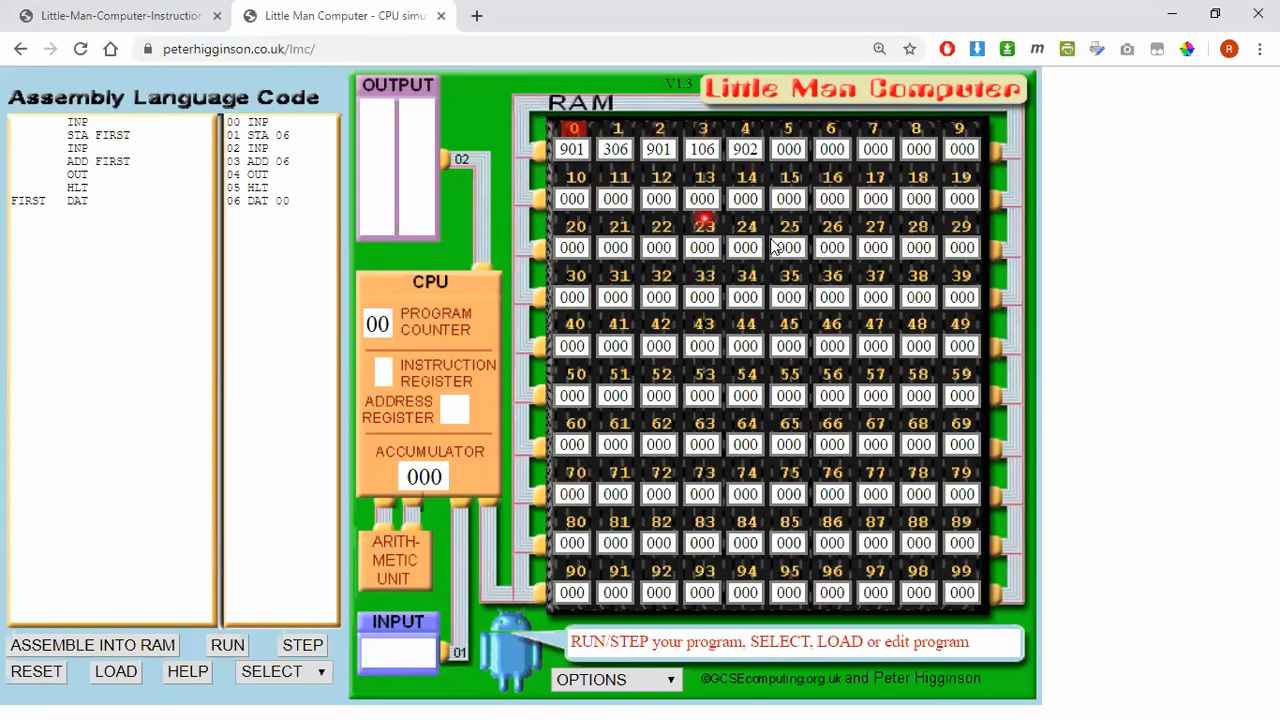 Little-Man-Computer-Instruction
Little Man Computer - CPU simu
peterhigginson.co.uk/lmc/
R
Assembly Language Code
INP
STA FIRST
INP
ADD FIRST
OUT
HLT
FIRST DAT
00 INP
01 STA 06
02 INP
03 ADD 06
04 OUT
05 HLT
06 DAT 00
ASSEMBLE INTO RAM RUN STEP
RESET LOAD HELP SELECT
OUTPUT
02
CPU
00 PROGRAM COUNTER
INSTRUCTION REGISTER
ADDRESS REGISTER
ACCUMULATOR
000
ARITH-
METIC
UNIT
INPUT
01
V1.3
Little Man Computer
RAM
0 1 2 3 4 5 6 7 8 9
901 306 901 106 902 000 000 000 000 000
10 11 12 13 14 15 16 17 18 19
000 000 000 000 000 000 000 000 000 000
20 21 22 23 24 25 26 27 28 29
000 000 000 000 000 000 000 000 000 000
30 31 32 33 34 35 36 37 38 39
000 000 000 000 000 000 000 000 000 000
40 41 42 43 44 45 46 47 48 49
000 000 000 000 000 000 000 000 000 000
50 51 52 53 54 55 56 57 58 59
000 000 000 000 000 000 000 000 000 000
60 61 62 63 64 65 66 67 68 69
000 000 000 000 000 000 000 000 000 000
70 71 72 73 74 75 76 77 78 79
000 000 000 000 000 000 000 000 000 000
80 81 82 83 84 85 86 87 88 89
000 000 000 000 000 000 000 000 000 000
90 91 92 93 94 95 96 97 98 99
000 000 000 000 000 000 000 000 000 000
RUN/STEP your program, SELECT, LOAD or edit program
OPTIONS
©GCSEcomputing.org.uk and Peter Higginson